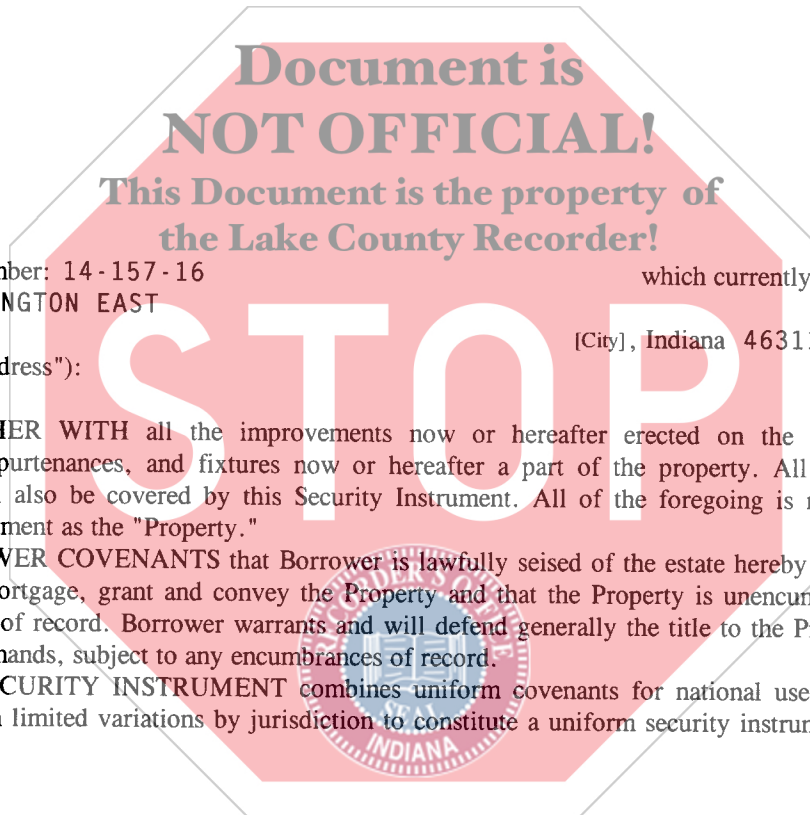 Document is
NOT OFFICIAL!
This Document is the property of
the Lake County Recorder!
nber: 14-157-16 which currently
NGTON EAST
[City], Indiana 4631
dress"):
STOP
IER WITH all the improvements now or hereafter erected on the
purtenances, and fixtures now or hereafter a part of the property. All
also be covered by this Security Instrument. All of the foregoing is
ment as the "Property."
VER COVENANTS that Borrower is lawfully seised of the estate hereby
ortgage, grant and convey the Property and that the Property is unencu
of record. Borrower warrants and will defend generally the title to the P
nands, subject to any encumbrances of record.
CURITY INSTRUMENT combines uniform covenants for national use
limited variations by jurisdiction to constitute a uniform security instru
RECORDER'S OFFICE
SEAL
INDIANA